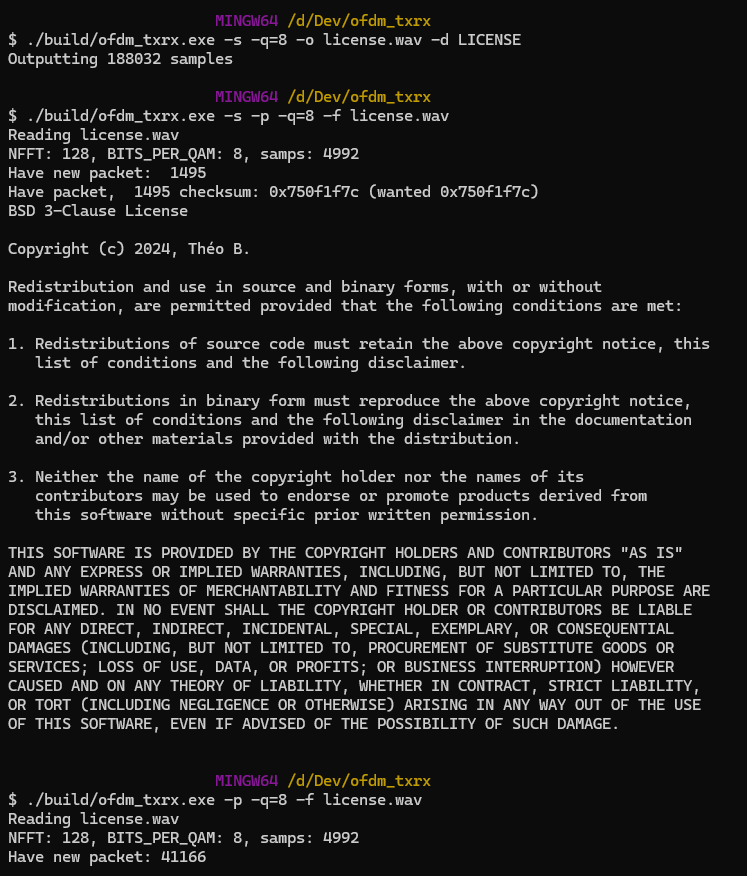 MINGW64 /d/Dev/ofdm_txrx
$ ./build/ofdm_txrx.exe -s -q=8 -o license.wav -d LICENSE
Outputting 188032 samples
MINGW64 /d/Dev/ofdm_txrx
$ ./build/ofdm_txrx.exe -s -p -q=8 -f license.wav
Reading license.wav
NFFT: 128, BITS_PER_QAM: 8, samps: 4992
Have new packet:  1495
Have packet,  1495 checksum: 0x750f1f7c (wanted 0x750f1f7c)
BSD 3-Clause License
Copyright (c) 2024, Théo B.
Redistribution and use in source and binary forms, with or without
modification, are permitted provided that the following conditions are met:
1. Redistributions of source code must retain the above copyright notice, this
list of conditions and the following disclaimer.
2. Redistributions in binary form must reproduce the above copyright notice,
this list of conditions and the following disclaimer in the documentation
and/or other materials provided with the distribution.
3. Neither the name of the copyright holder nor the names of its
contributors may be used to endorse or promote products derived from
this software without specific prior written permission.
THIS SOFTWARE IS PROVIDED BY THE COPYRIGHT HOLDERS AND CONTRIBUTORS "AS IS"
AND ANY EXPRESS OR IMPLIED WARRANTIES, INCLUDING, BUT NOT LIMITED TO, THE
IMPLIED WARRANTIES OF MERCHANTABILITY AND FITNESS FOR A PARTICULAR PURPOSE ARE
DISCLAIMED. IN NO EVENT SHALL THE COPYRIGHT HOLDER OR CONTRIBUTORS BE LIABLE
FOR ANY DIRECT, INDIRECT, INCIDENTAL, SPECIAL, EXEMPLARY, OR CONSEQUENTIAL
DAMAGES (INCLUDING, BUT NOT LIMITED TO, PROCUREMENT OF SUBSTITUTE GOODS OR
SERVICES; LOSS OF USE, DATA, OR PROFITS; OR BUSINESS INTERRUPTION) HOWEVER
CAUSED AND ON ANY THEORY OF LIABILITY, WHETHER IN CONTRACT, STRICT LIABILITY,
OR TORT (INCLUDING NEGLIGENCE OR OTHERWISE) ARISING IN ANY WAY OUT OF THE USE
OF THIS SOFTWARE, EVEN IF ADVISED OF THE POSSIBILITY OF SUCH DAMAGE.
MINGW64 /d/Dev/ofdm_txrx
$ ./build/ofdm_txrx.exe -p -q=8 -f license.wav
Reading license.wav
NFFT: 128, BITS_PER_QAM: 8, samps: 4992
Have new packet: 41166